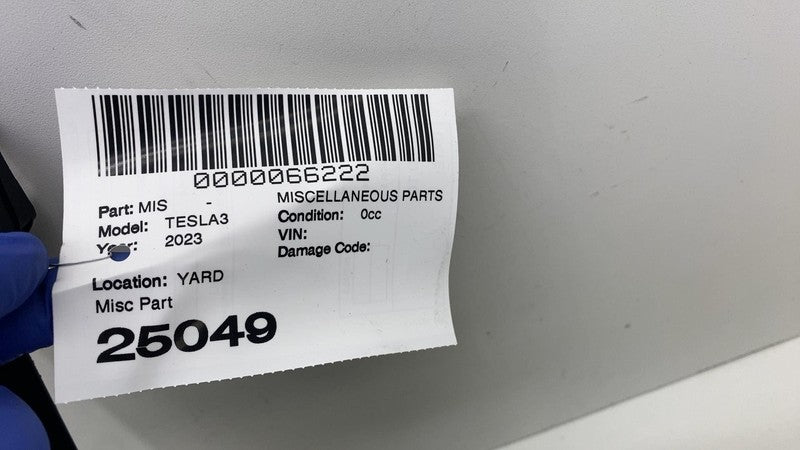 0000066222
Part: MIS - MISCELLANEOUS PARTS
Model: TESLA3 Condition: 0cc
Year: 2023 VIN:
Damage Code:
Location: YARD
Misc Part
25049